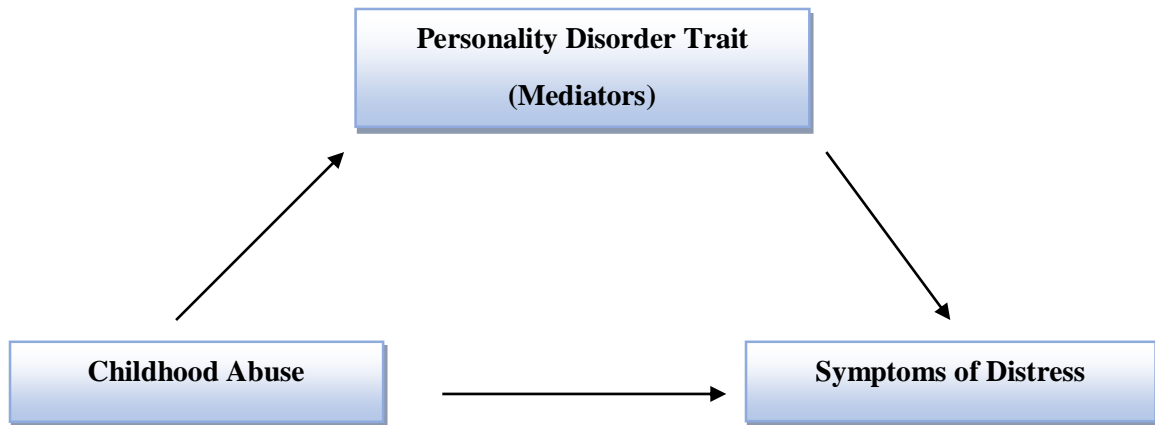 Personality Disorder Trait
(Mediators)
Childhood Abuse
Symptoms of Distress